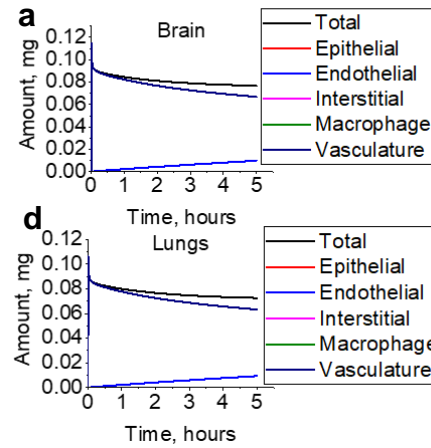 a
Brain
Amount, mg
0.12
0.10
0.08
0.06
0.04
0.02
0.00
0 1 2 3 4 5
Time, hours
Total
Epithelial
Endothelial
Interstitial
Macrophage
Vasculature
d
Lungs
Amount, mg
0.12
0.08
0.06
0.04
0.02
0.00
0 1 2 3 4 5
Time, hours
Total
Epithelial
Endothelial
Interstitial
Macrophage
Vasculature